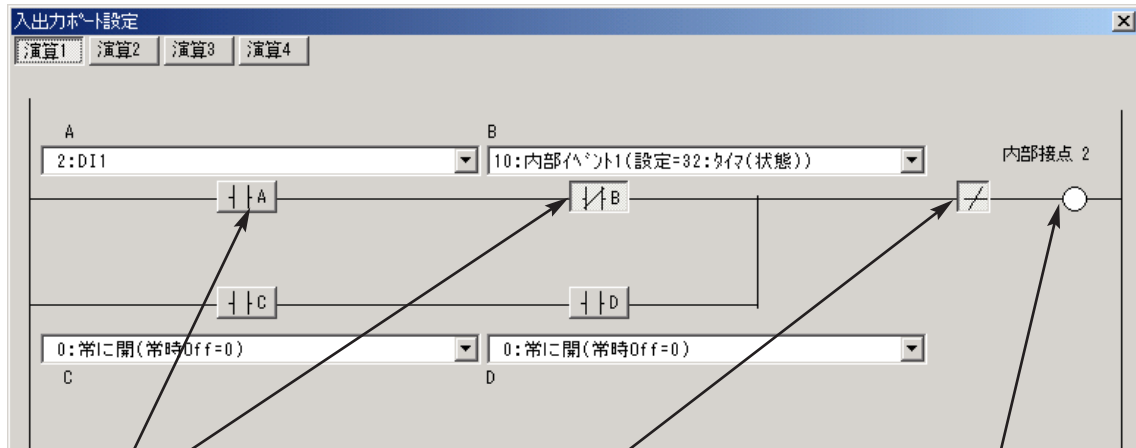 入出力ﾎﾟｰﾄ設定
演算1 演算2 演算3 演算4
A B
2:DI1 10:内部ｲﾍﾞﾝﾄ1(設定=32:ﾀｲﾏ(状態))
内部接点 2
A B
C D
0:常に開(常時Off=0) 0:常に開(常時Off=0)
C D